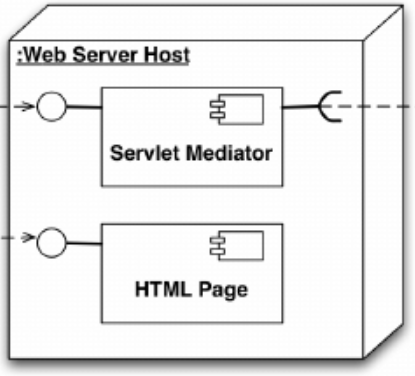 :Web Server Host
Servlet Mediator
HTML Page